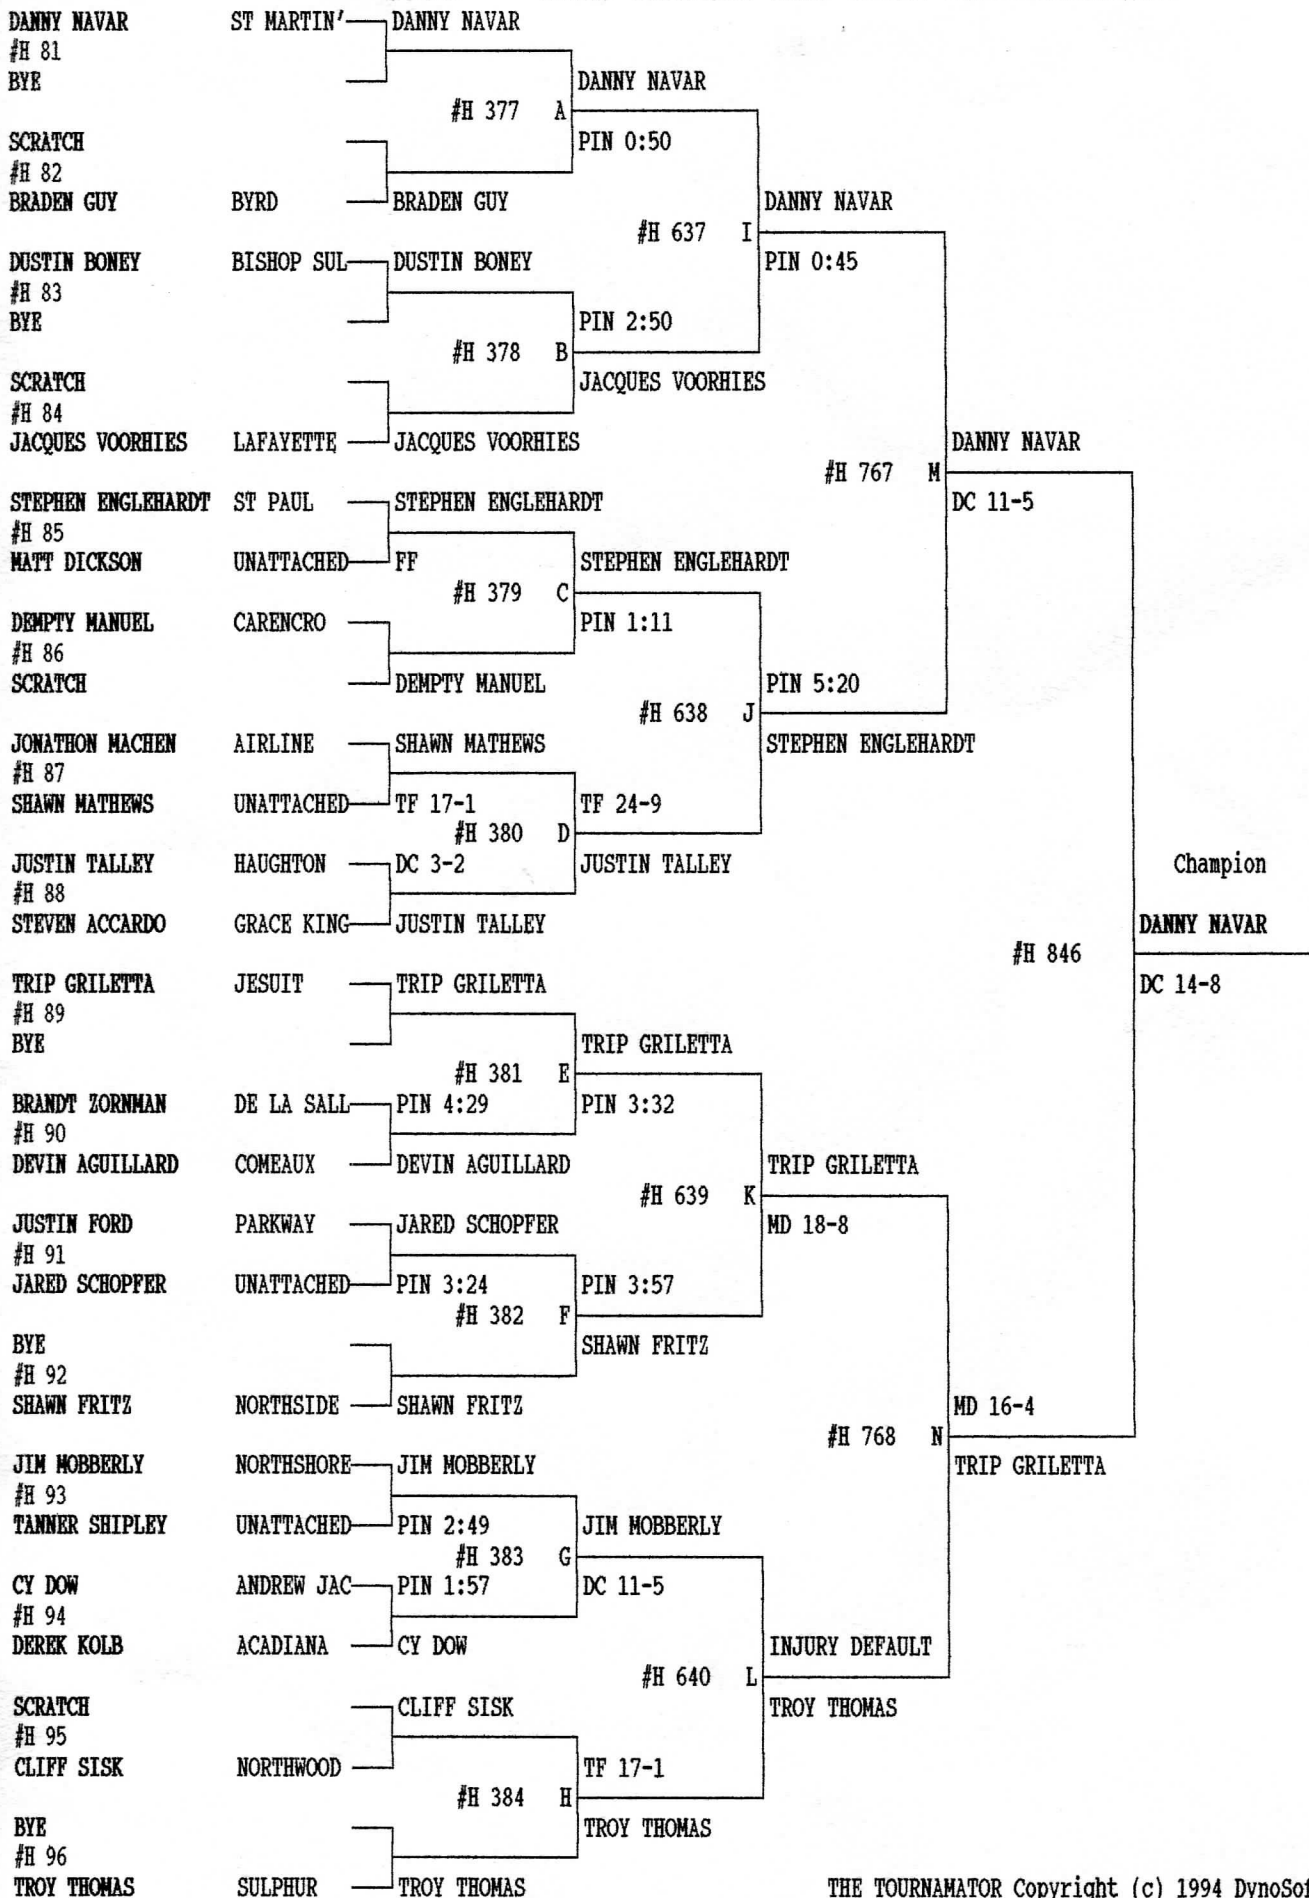 DANNY NAVAR ST MARTIN' DANNY NAVAR
#H 81
BYE DANNY NAVAR
#H 377 A
SCRATCH PIN 0:50
#H 82
BRADEN GUY BYRD BRADEN GUY DANNY NAVAR
#H 637 I
DUSTIN BONEY BISHOP SUL DUSTIN BONEY PIN 0:45
#H 83
BYE PIN 2:50
#H 378 B
SCRATCH JACQUES VOORHIES
#H 84
JACQUES VOORHIES LAFAYETTE JACQUES VOORHIES DANNY NAVAR
#H 767 M
STEPHEN ENGLEHARDT ST PAUL STEPHEN ENGLEHARDT DC 11-5
#H 85
MATT DICKSON UNATTACHED FF STEPHEN ENGLEHARDT
#H 379 C
DEMPTY MANUEL CARENCRO PIN 1:11
#H 86
SCRATCH DEMPTY MANUEL PIN 5:20
#H 638 J
JONATHON MACHEN AIRLINE SHAWN MATHEWS STEPHEN ENGLEHARDT
#H 87
SHAWN MATHEWS UNATTACHED TF 17-1 TF 24-9
#H 380 D
JUSTIN TALLEY HAUGHTON DC 3-2 JUSTIN TALLEY Champion
#H 88
STEVEN ACCARDO GRACE KING JUSTIN TALLEY DANNY NAVAR
#H 846
TRIP GRILETTA JESUIT TRIP GRILETTA DC 14-8
#H 89
BYE TRIP GRILETTA
#H 381 E
BRANDT ZORNMAN DE LA SALL PIN 4:29 PIN 3:32
#H 90
DEVIN AGUILLARD COMEAUX DEVIN AGUILLARD TRIP GRILETTA
#H 639 K
JUSTIN FORD PARKWAY JARED SCHOPFER MD 18-8
#H 91
JARED SCHOPFER UNATTACHED PIN 3:24 PIN 3:57
#H 382 F
BYE SHAWN FRITZ
#H 92
SHAWN FRITZ NORTHSIDE SHAWN FRITZ MD 16-4
#H 768 N
JIM MOBBERLY NORTHSHORE JIM MOBBERLY TRIP GRILETTA
#H 93
TANNER SHIPLEY UNATTACHED PIN 2:49 JIM MOBBERLY
#H 383 G
CY DOW ANDREW JAC PIN 1:57 DC 11-5
#H 94
DEREK KOLB ACADIANA CY DOW INJURY DEFAULT
#H 640 L
SCRATCH CLIFF SISK TROY THOMAS
#H 95
CLIFF SISK NORTHWOOD TF 17-1
#H 384 H
BYE TROY THOMAS
#H 96
TROY THOMAS SULPHUR TROY THOMAS THE TOURNAMATOR Copyright (c) 1994 DynoSof